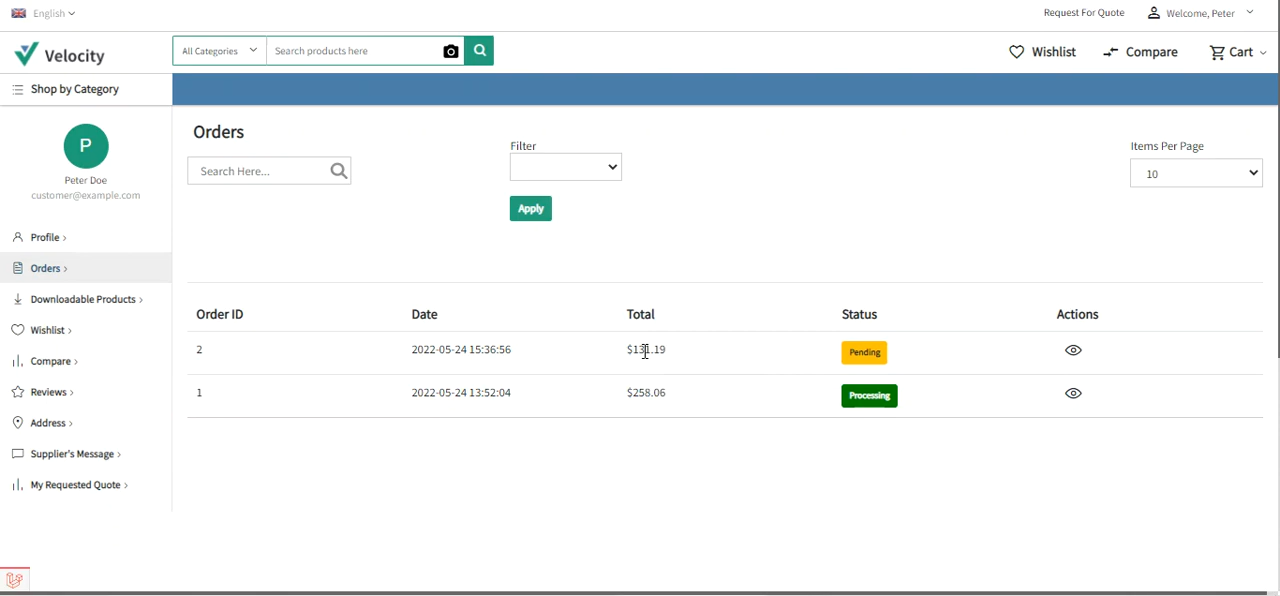 English
Request For Quote
Welcome, Peter
Velocity
All Categories
Search products here
Wishlist
Compare
Cart
Shop by Category
P
Peter Doe
customer@example.com
Profile
Orders
Downloadable Products
Wishlist
Compare
Reviews
Address
Supplier's Message
My Requested Quote
Orders
Search Here...
Filter
Apply
Items Per Page
10
Order ID Date Total Status Actions
2 2022-05-24 15:36:56 Pending
1 2022-05-24 13:52:04 $258.06 Processing